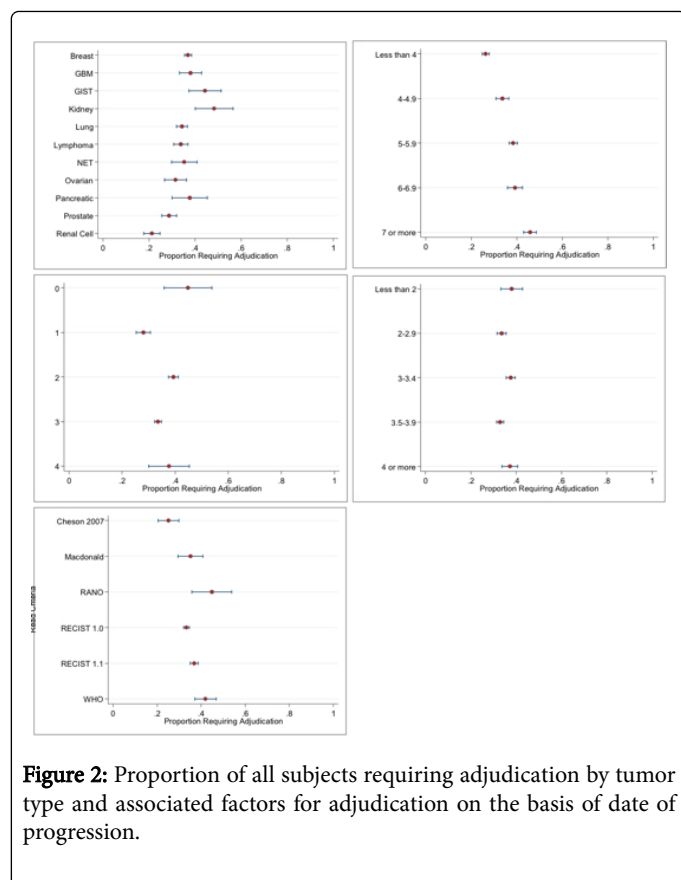 Breast
GBM
GIST
Kidney
Lung
Lymphoma
NET
Ovarian
Pancreatic
Prostate
Renal Cell
0 .2 .4 .6 .8 1
Proportion Requiring Adjudication
Less than 4
4-4.9
5-5.9
6-6.9
7 or more
0 .2 .4 .6 .8 1
Proportion Requiring Adjudication
0
1
2
3
4
0 .2 .4 .6 .8 1
Proportion Requiring Adjudication
Less than 2
2-2.9
3-3.4
3.5-3.9
4 or more
0 .2 .4 .6 .8 1
Proportion Requiring Adjudication
Cheson 2007
Macdonald
RANO
RECIST 1.0
RECIST 1.1
WHO
0 .2 .4 .6 .8 1
Proportion Requiring Adjudication
Figure 2: Proportion of all subjects requiring adjudication by tumor
type and associated factors for adjudication on the basis of date of
progression.